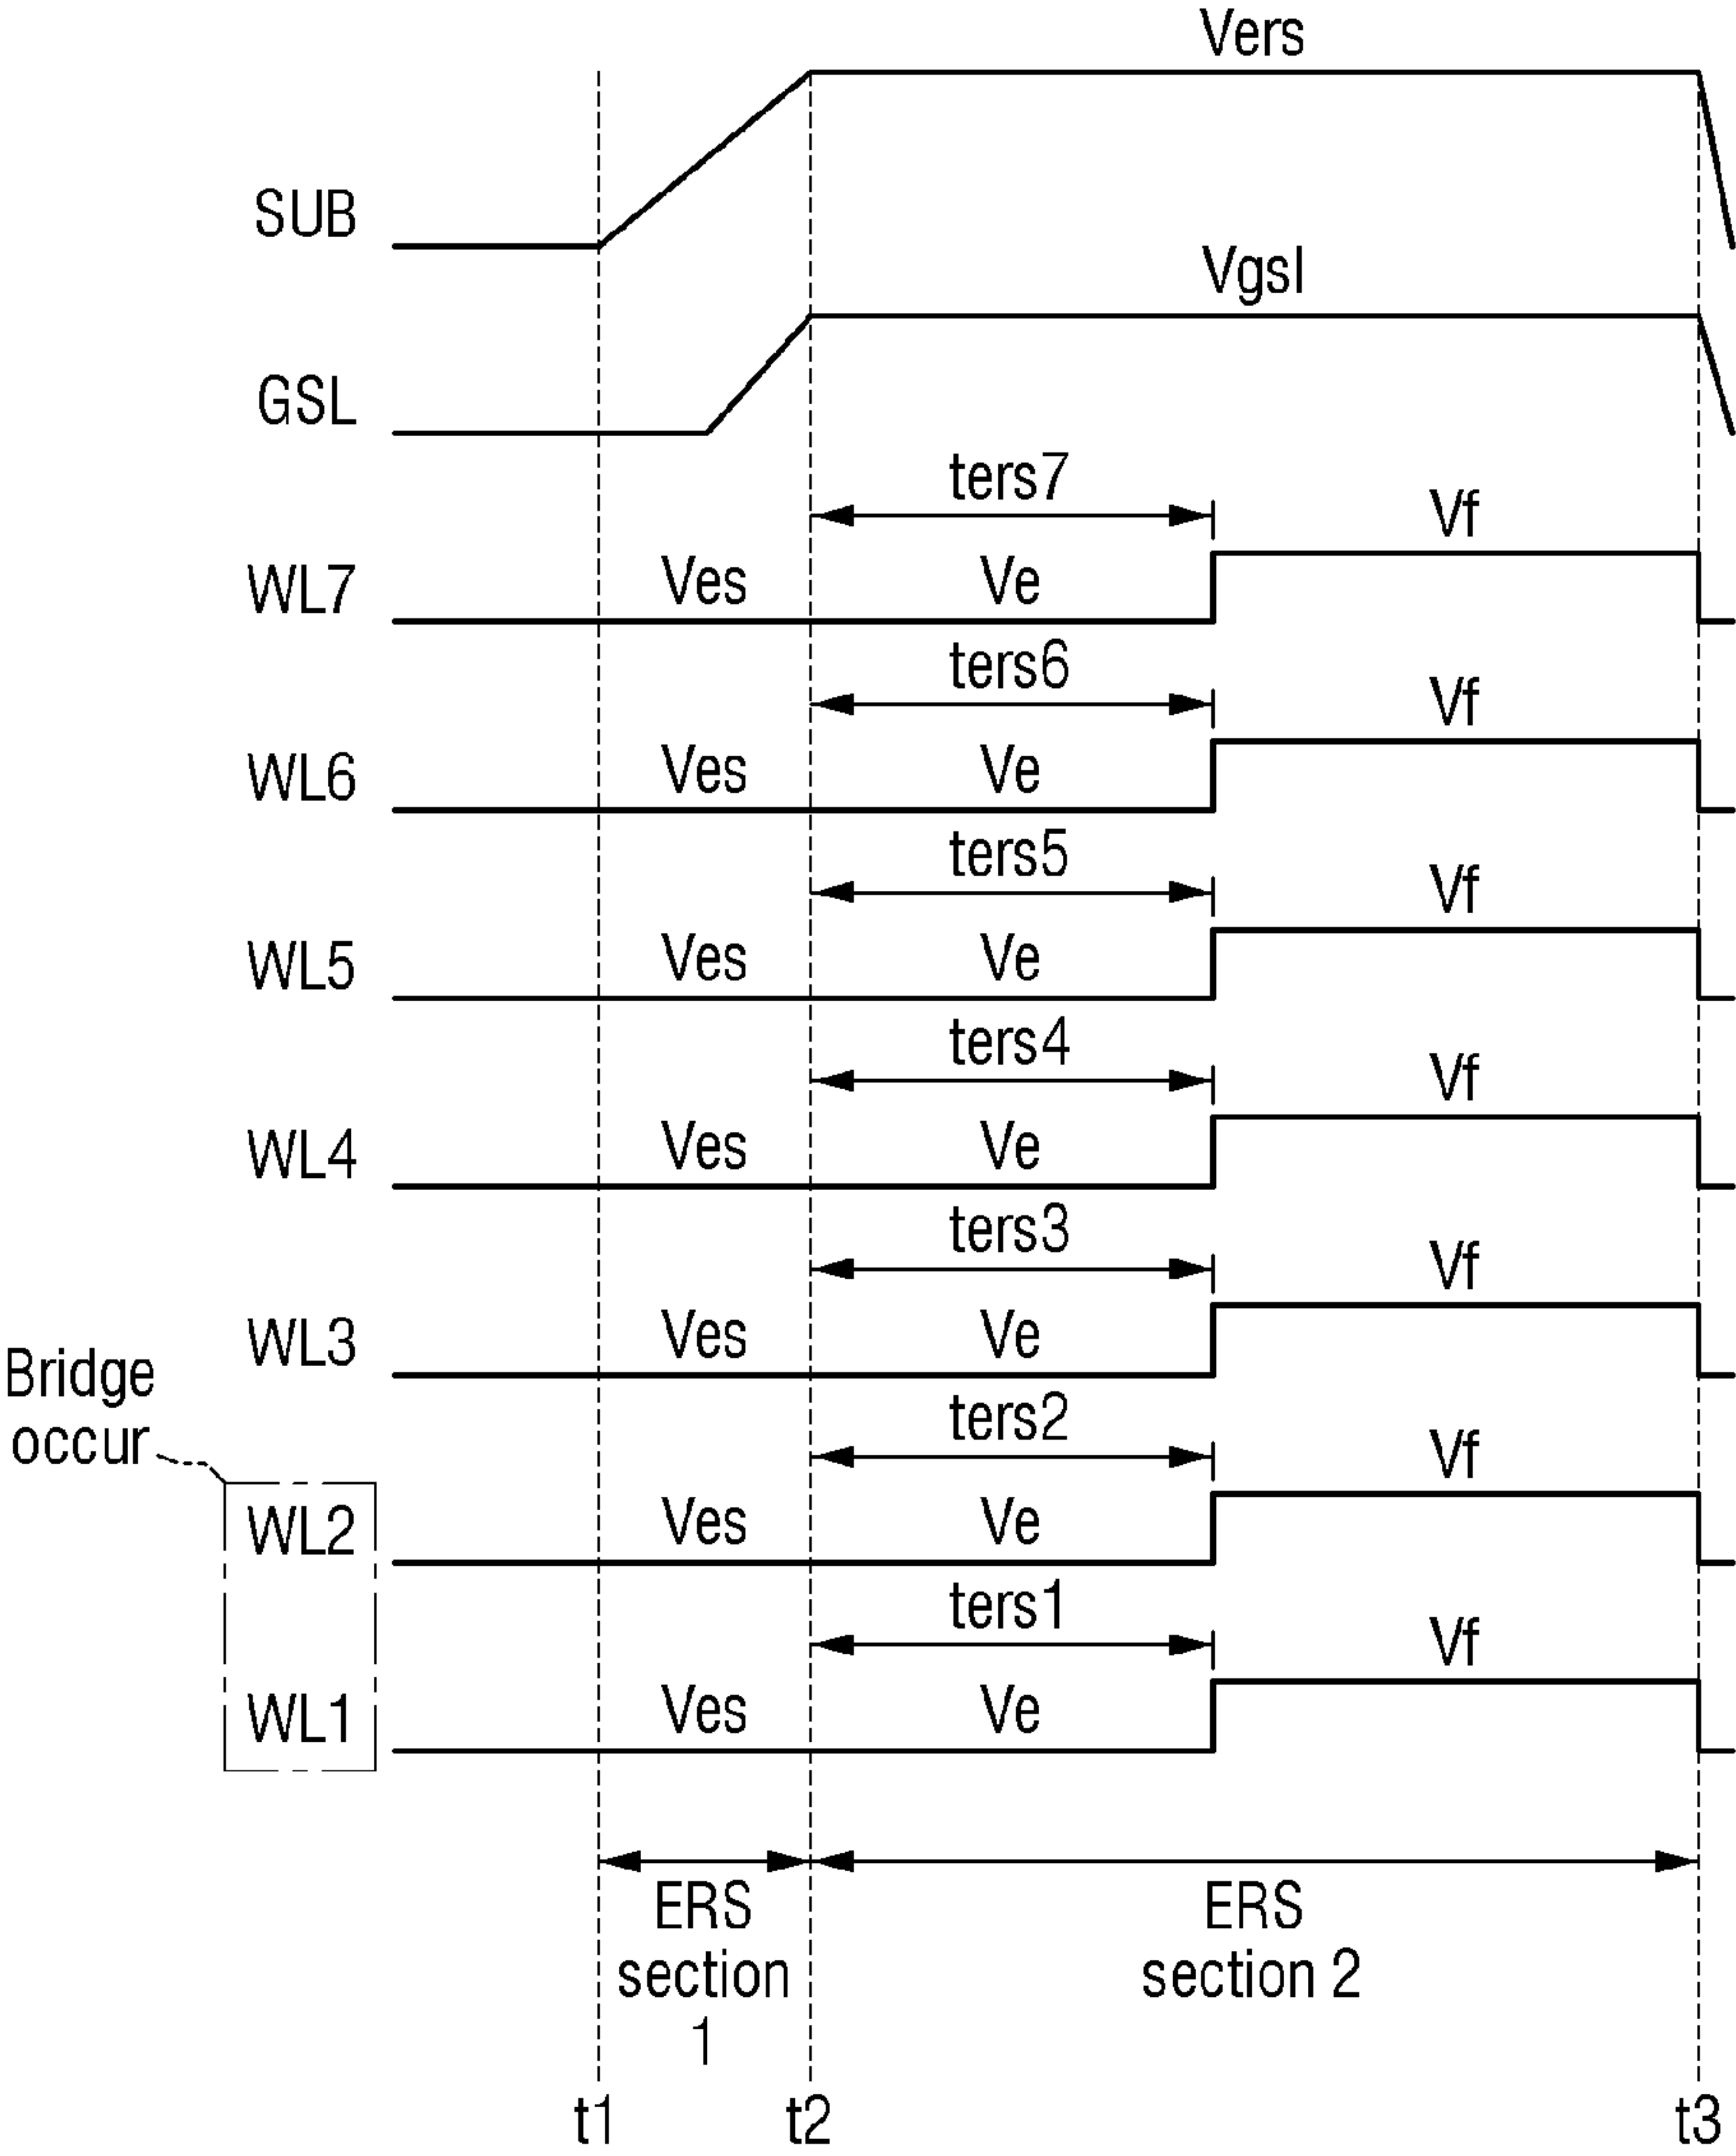 Vers
SUB
Vgsl
GSL
ters7
Vf
WL7 Ves Ve
ters6
Vf
WL6 Ves Ve
ters5
Vf
WL5 Ves Ve
ters4
Vf
WL4 Ves Ve
ters3
Vf
WL3 Ves Ve
Bridge
occur
ters2
Vf
WL2 Ves Ve
ters1
Vf
WL1 Ves Ve
ERS
section
1
ERS
section 2
t1 t2 t3